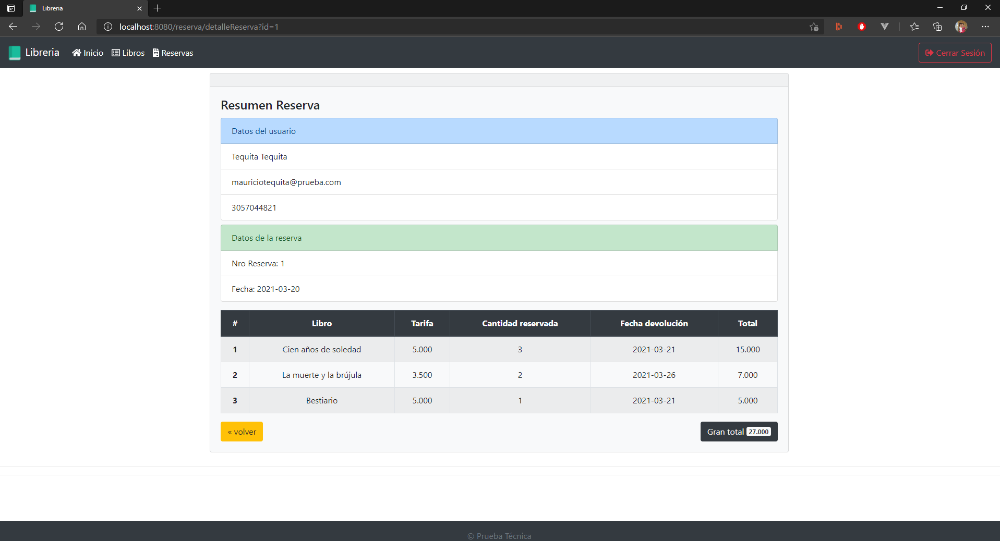 Libreria
localhost:8080/reserva/detalleReserva?id=1
Libreria Inicio Libros Reservas Cerrar Sesión
Resumen Reserva
Datos del usuario
Tequita Tequita
mauriciotequita@prueba.com
3057044821
Datos de la reserva
Nro Reserva: 1
Fecha: 2021-03-20
# Libro Tarifa Cantidad reservada Fecha devolución Total
1 Cien años de soledad 5.000 3 2021-03-21 15.000
2 La muerte y la brújula 3.500 2 2021-03-26 7.000
3 Bestiario 5.000 1 2021-03-21 5.000
« volver Gran total 27.000
© Prueba Técnica